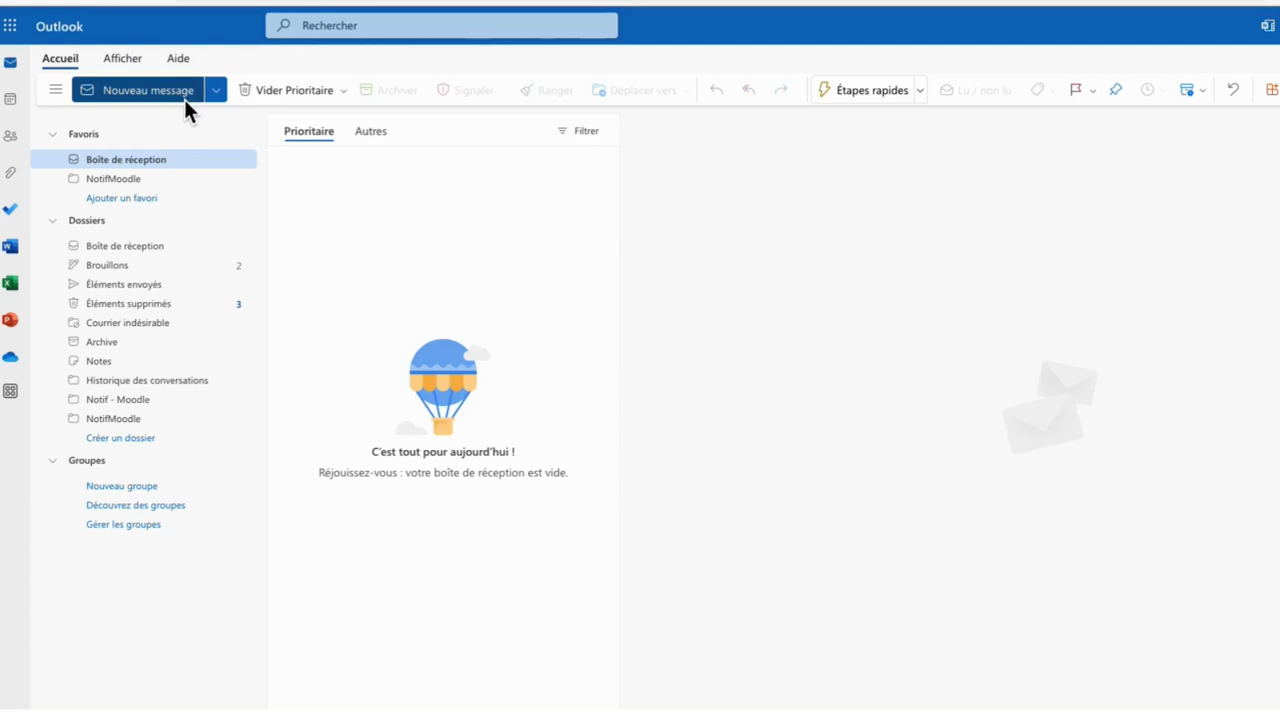 Outlook
Rechercher
Accueil Afficher Aide
Nouveau message Vider Prioritaire Archiver Signaler Ranger Déplacer vers Étapes rapides Lu / non lu
Favoris
Boîte de réception
NotifMoodle
Ajouter un favori
Dossiers
Boîte de réception
Brouillons 2
Éléments envoyés
Éléments supprimés 3
Courrier indésirable
Archive
Notes
Historique des conversations
Notif - Moodle
NotifMoodle
Créer un dossier
Groupes
Nouveau groupe
Découvrez des groupes
Gérer les groupes
Prioritaire Autres Filtrer
C'est tout pour aujourd'hui !
Réjouissez-vous : votre boîte de réception est vide.